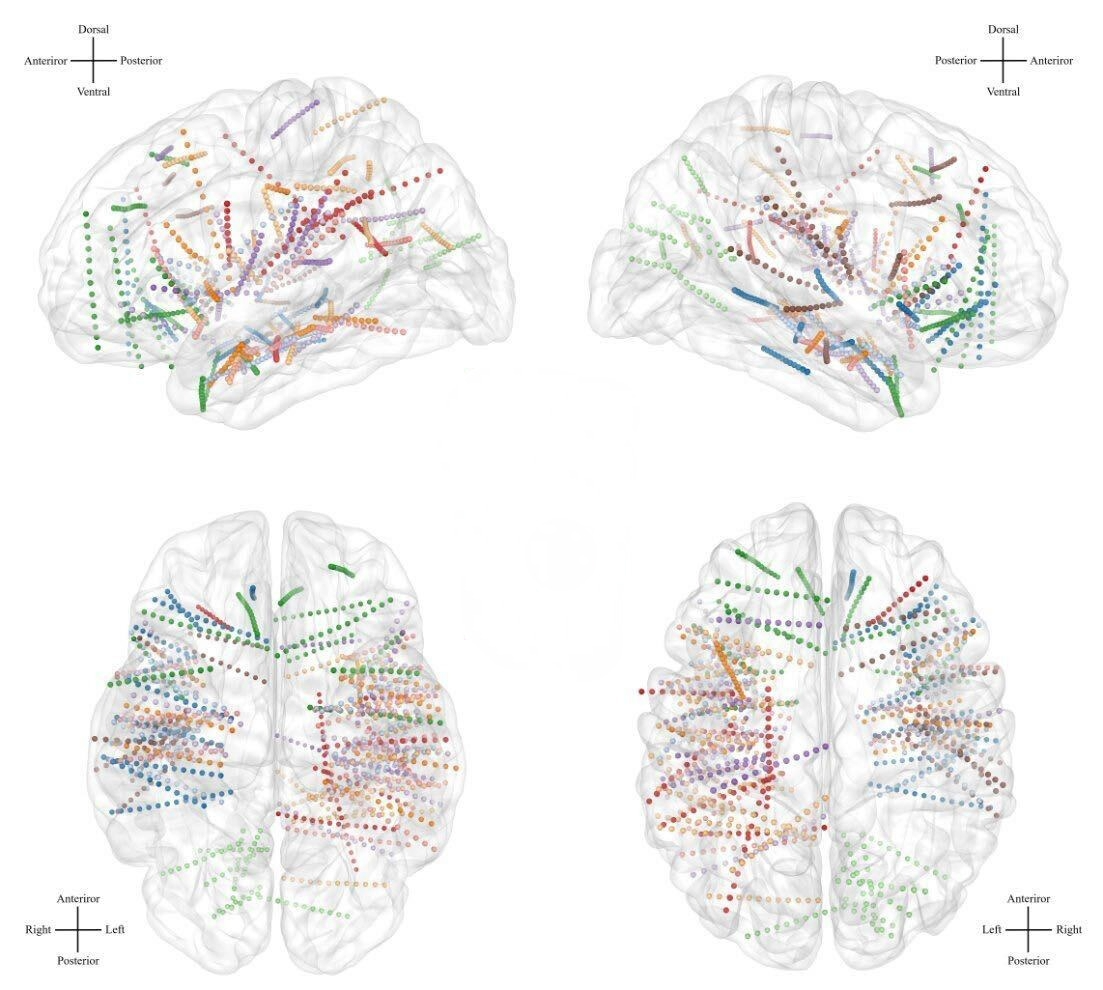 Dorsal
Anteriror
Posterior
Ventral
Dorsal
Posterior
Anteriror
Ventral
Anteriror
Right
Left
Posterior
Anteriror
Left
Right
Posterior